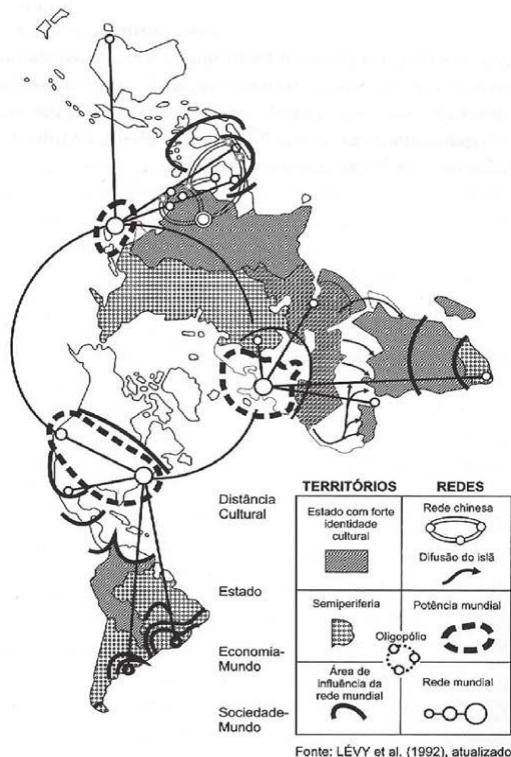 Distância
Cultural
Estado
Economia-
Mundo
Sociedade-
Mundo
TERRITÓRIOS
REDES
Estado com forte
identidade
cultural
Rede chinesa
Difusão do islã
Semiperiferia
Potência mundial
Oligopólio
Área de
influência da
rede mundial
Rede mundial
Fonte: LÉVY et al. (1992), atualizado